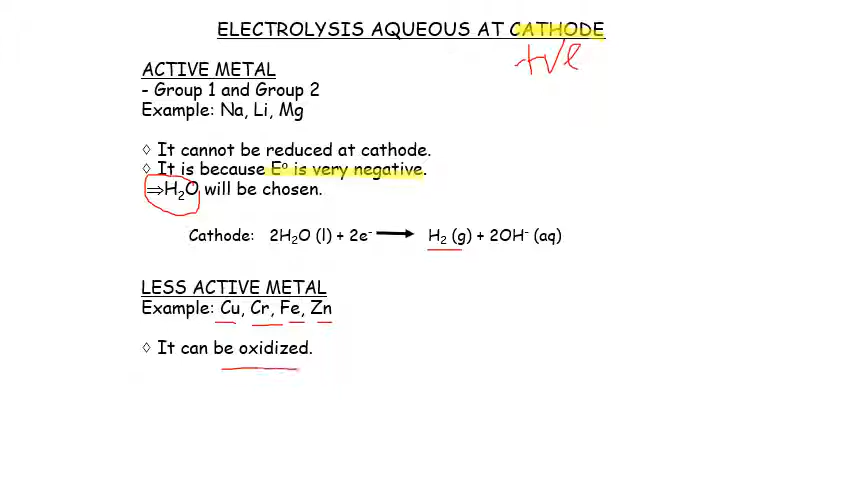 ELECTROLYSIS AQUEOUS AT CATHODE
+ve
ACTIVE METAL
- Group 1 and Group 2
Example: Na, Li, Mg
◊ It cannot be reduced at cathode.
◊ It is because E⁰ is very negative.
⇒H₂O will be chosen.
Cathode: 2H₂O (l) + 2e⁻ → H₂ (g) + 2OH⁻ (aq)
LESS ACTIVE METAL
Example: Cu, Cr, Fe, Zn
◊ It can be oxidized.